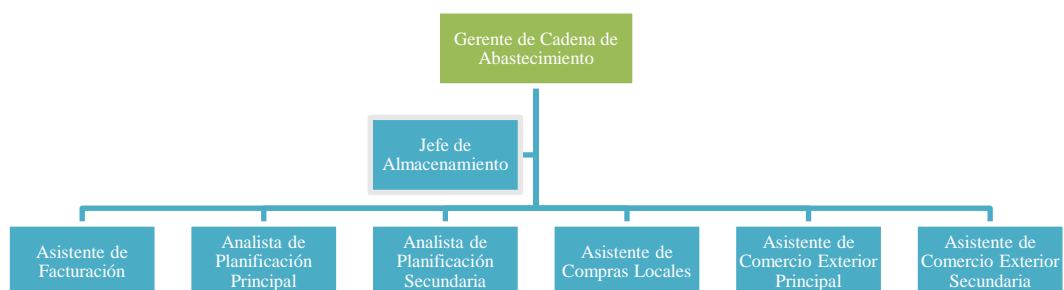 Gerente de Cadena de
Abastecimiento
Jefe de
Almacenamiento
Asistente de
Facturación
Analista de
Planificación
Principal
Analista de
Planificación
Secundaria
Asistente de
Compras Locales
Asistente de
Comercio Exterior
Principal
Asistente de
Comercio Exterior
Secundaria